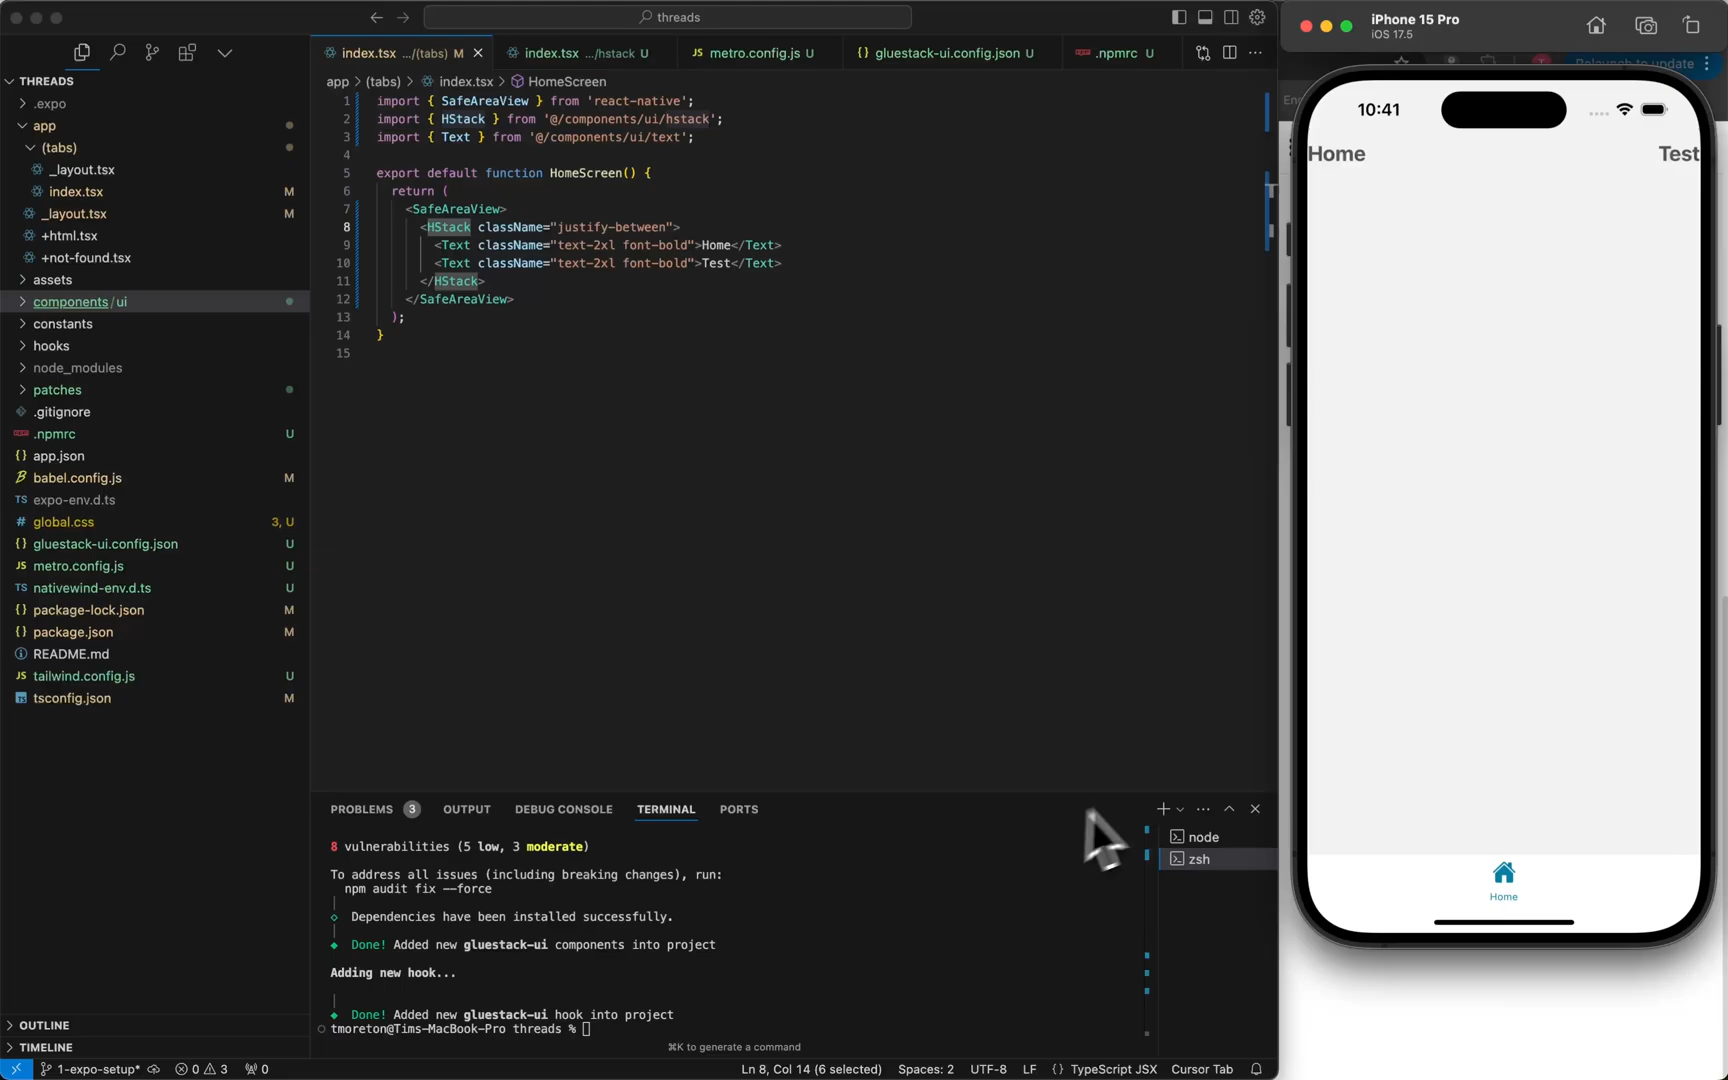 threads
THREADS
.expo
app
(tabs)
_layout.tsx
index.tsx M
_layout.tsx M
+html.tsx
+not-found.tsx
assets
components / ui
constants
hooks
node_modules
patches
.gitignore
.npmrc U
app.json
babel.config.js M
TS expo-env.d.ts
# global.css 3, U
{} gluestack-ui.config.json U
JS metro.config.js U
TS nativewind-env.d.ts U
{} package-lock.json M
{} package.json M
README.md
JS tailwind.config.js U
TS tsconfig.json M
OUTLINE
TIMELINE
index.tsx .../(tabs) M
index.tsx .../hstack U
JS metro.config.js U
{} gluestack-ui.config.json U
.npmrc U
app > (tabs) > index.tsx > HomeScreen
1 import { SafeAreaView } from 'react-native';
2 import { HStack } from '@/components/ui/hstack';
3 import { Text } from '@/components/ui/text';
4
5 export default function HomeScreen() {
6 return (
7 <SafeAreaView>
8 <HStack className="justify-between">
9 <Text className="text-2xl font-bold">Home</Text>
10 <Text className="text-2xl font-bold">Test</Text>
11 </HStack>
12 </SafeAreaView>
13 );
14 }
15
PROBLEMS 3 OUTPUT DEBUG CONSOLE TERMINAL PORTS
8 vulnerabilities (5 low, 3 moderate)
To address all issues (including breaking changes), run:
npm audit fix --force
Dependencies have been installed successfully.
Done! Added new gluestack-ui components into project
Adding new hook...
Done! Added new gluestack-ui hook into project
tmoreton@Tims-MacBook-Pro threads %
⌘K to generate a command
node
zsh
1-expo-setup* 0 3 0
Ln 8, Col 14 (6 selected) Spaces: 2 UTF-8 LF {} TypeScript JSX Cursor Tab
iPhone 15 Pro
iOS 17.5
Relaunch to update
10:41
Home Test
Home